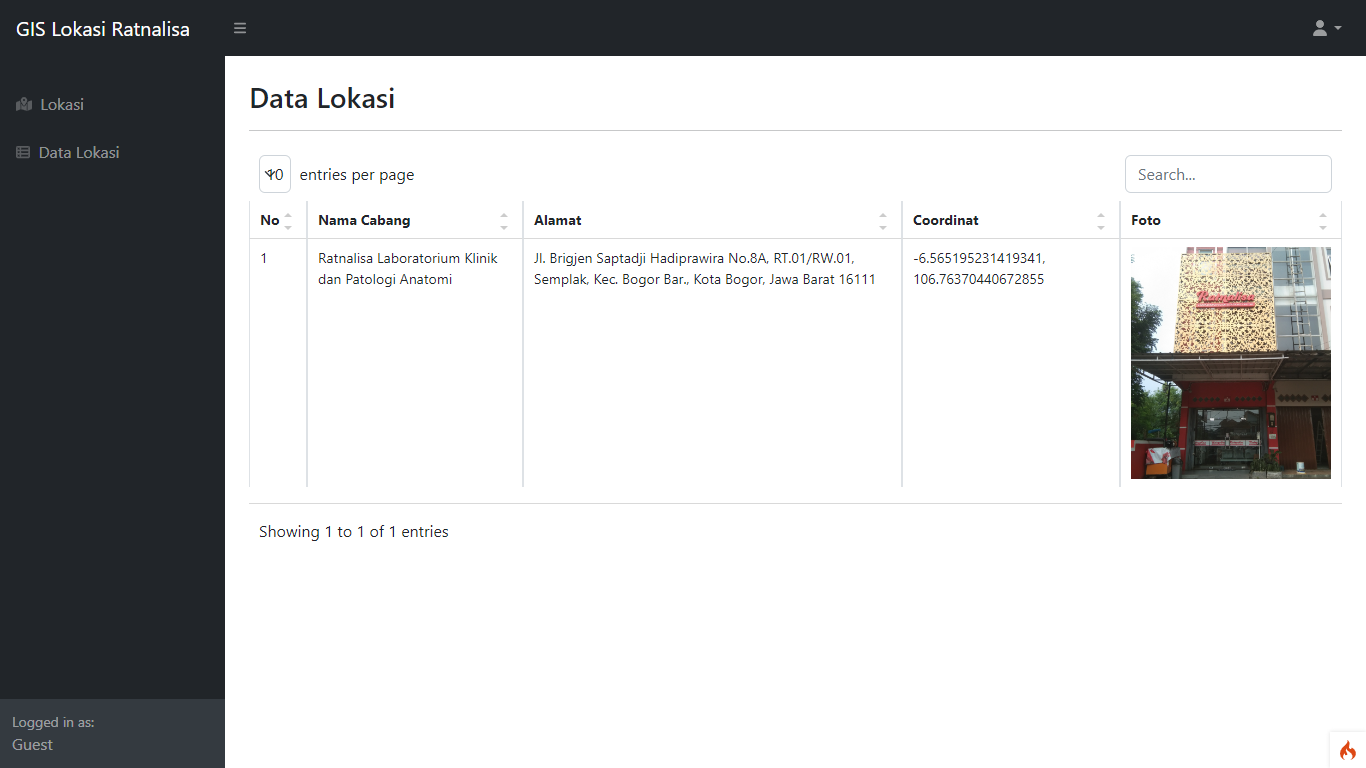 GIS Lokasi Ratnalisa
Lokasi
Data Lokasi
Data Lokasi
entries per page
Search...
No Nama Cabang Alamat Coordinat Foto
1
Ratnalisa Laboratorium Klinik
dan Patologi Anatomi
Jl. Brigjen Saptadji Hadiprawira No.8A, RT.01/RW.01,
Semplak, Kec. Bogor Bar., Kota Bogor, Jawa Barat 16111
-6.565195231419341,
106.76370440672855
Ratnalisa
Showing 1 to 1 of 1 entries
Logged in as:
Guest